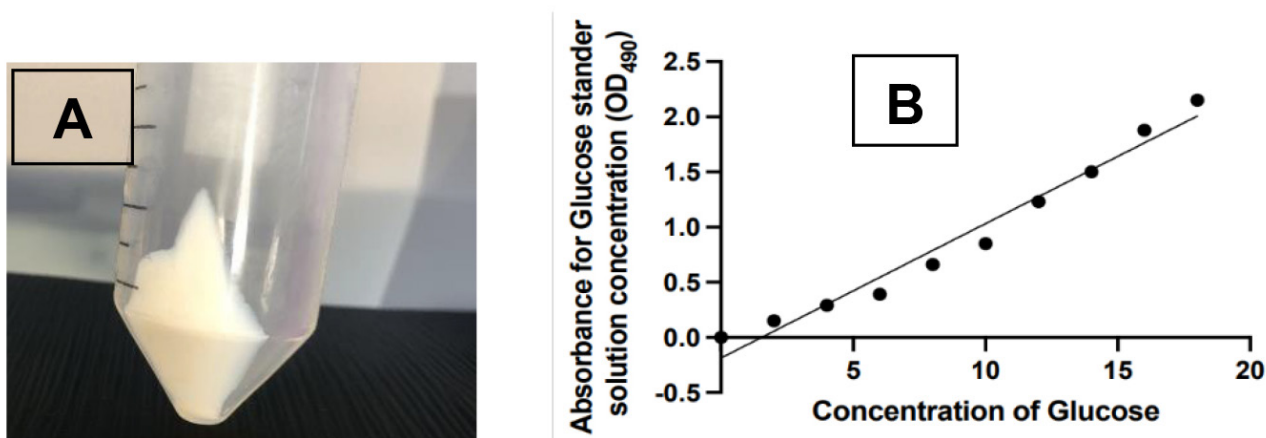 A
B
Absorbance for Glucose stander
solution concentration (OD490)
2.5
2.0
1.5
1.0
0.5
0.0
-0.5
5
10
15
20
Concentration of Glucose